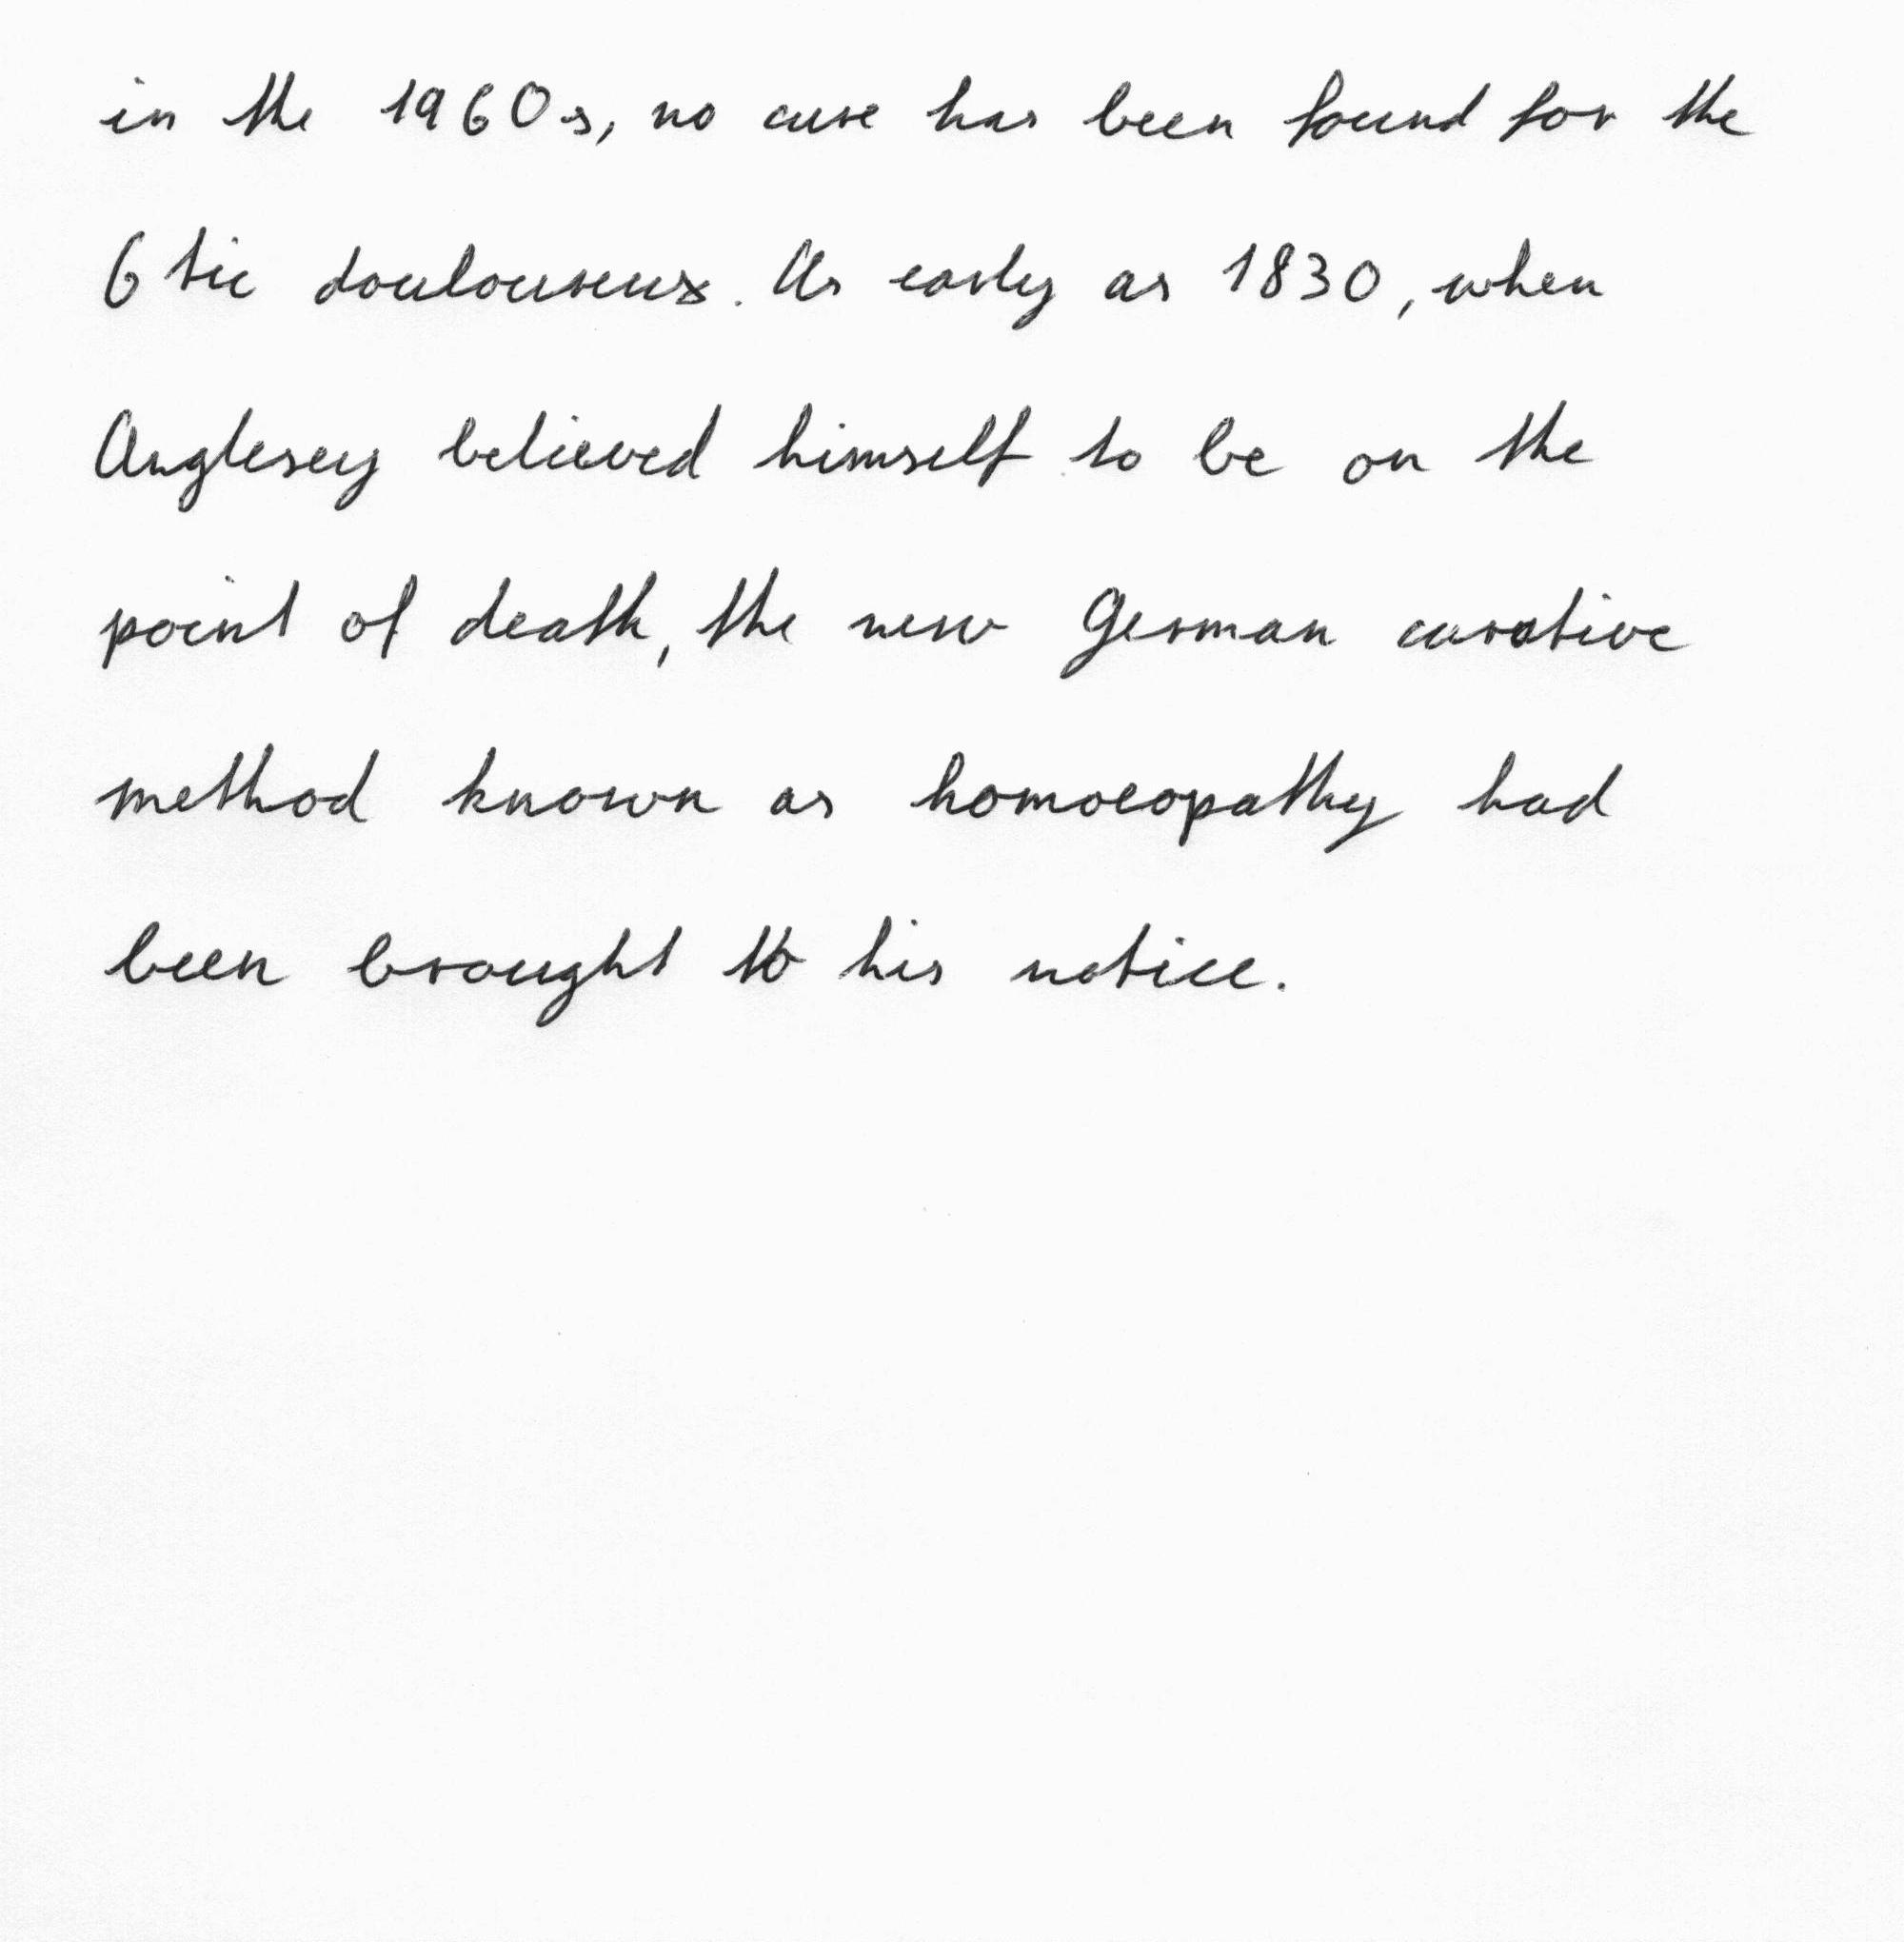 in the 1960s, no cure has been found for the
6 tic douloureux. As early as 1830, when
Anglesey believed himself to be on the
point of death, the new German curative
method known as homoeopathy had
been brought to his notice.